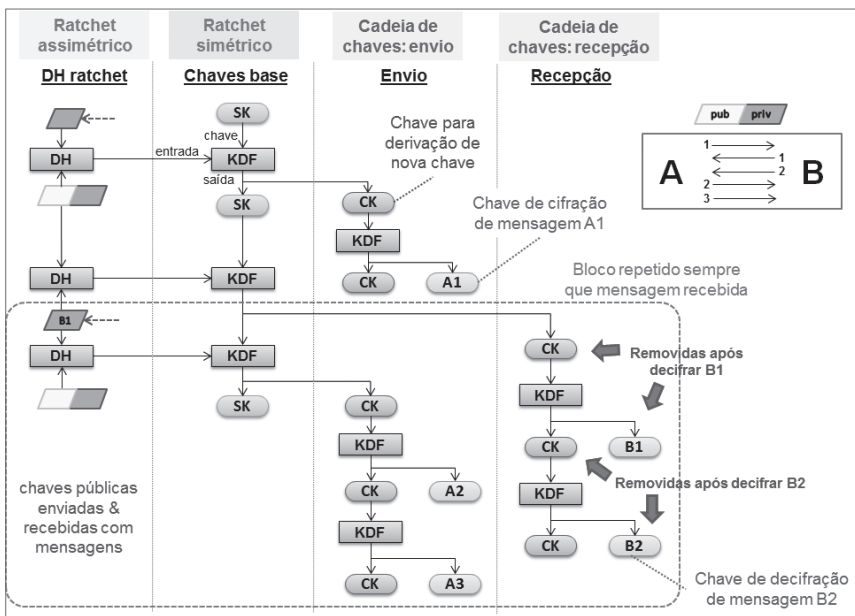 Ratchet
assimétrico
Ratchet
simétrico
Cadeia de
chaves: envio
Cadeia de
chaves: recepção
DH ratchet
Chaves base
Envio
Recepção
SK
chave
DH
entrada
KDF
saída
SK
Chave para
derivação de
nova chave
CK
KDF
CK
A1
Chave de cifração
de mensagem A1
pub
priv
A
B
1
1
2
2
3
DH
KDF
Bloco repetido sempre
que mensagem recebida
B1
DH
KDF
SK
CK
KDF
CK
A2
KDF
CK
A3
CK
Removidas após
decifrar B1
KDF
CK
B1
Removidas após decifrar B2
KDF
CK
B2
chaves públicas
enviadas &
recebidas com
mensagens
Chave de decifração
de mensagem B2